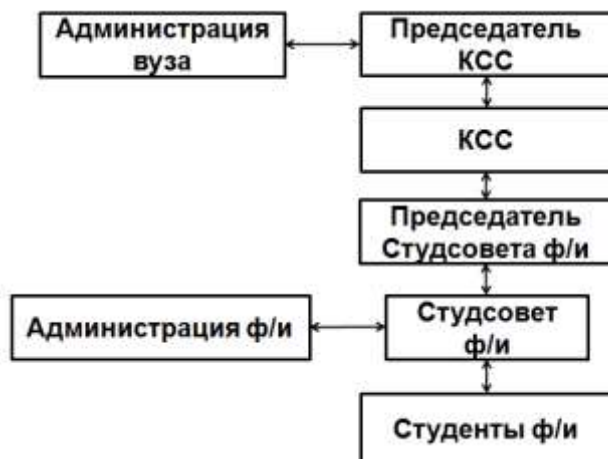 Администрация
вуза
Председатель
КСС
КСС
Председатель
Студсовета ф/и
Администрация ф/и
Студсовет
ф/и
Студенты ф/и